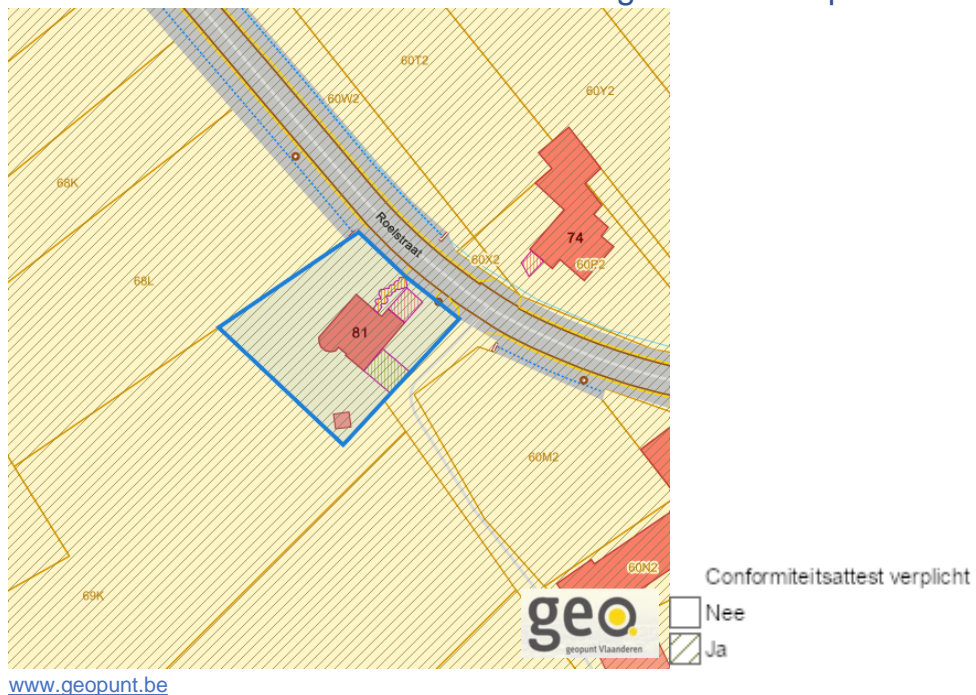 60T2
60W2
60Y2
68K
Roelstraat
74
60X2
60P2
68L
81
60M2
60N2
69K
geo.
geopunt Vlaanderen
Conformiteitsattest verplicht
Nee
Ja
www.geopunt.be